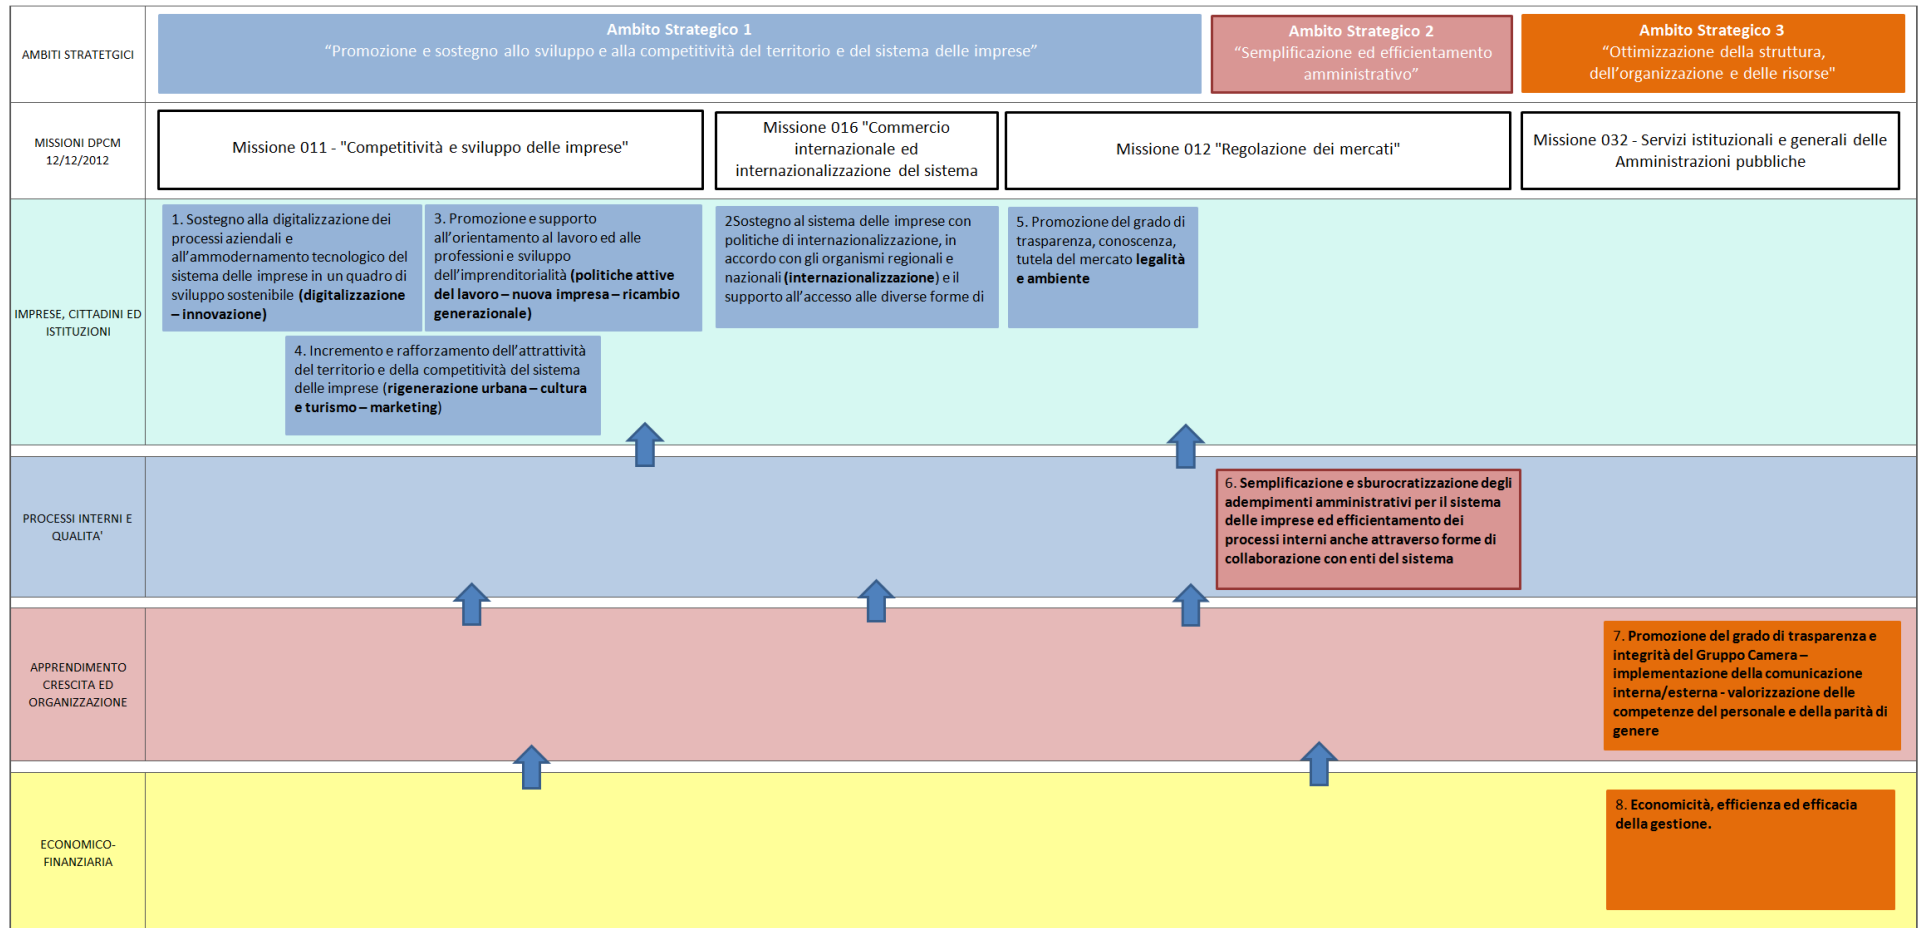 AMBITI STRATETGICI
Ambito Strategico 1
“Promozione e sostegno allo sviluppo e alla competitività del territorio e del sistema delle imprese”
Ambito Strategico 2
“Semplificazione ed efficientamento
amministrativo”
Ambito Strategico 3
“Ottimizzazione della struttura,
dell’organizzazione e delle risorse"
MISSIONI DPCM
12/12/2012
Missione 011 - "Competitività e sviluppo delle imprese"
Missione 016 "Commercio
internazionale ed
internazionalizzazione del sistema
Missione 012 "Regolazione dei mercati"
Missione 032 - Servizi istituzionali e generali delle
Amministrazioni pubbliche
IMPRESE, CITTADINI ED
ISTITUZIONI
1. Sostegno alla digitalizzazione dei
processi aziendali e
all’ammodernamento tecnologico del
sistema delle imprese in un quadro di
sviluppo sostenibile (digitalizzazione
– innovazione)
3. Promozione e supporto
all’orientamento al lavoro ed alle
professioni e sviluppo
dell’imprenditorialità (politiche attive
del lavoro – nuova impresa – ricambio
generazionale)
2Sostegno al sistema delle imprese con
politiche di internazionalizzazione, in
accordo con gli organismi regionali e
nazionali (internazionalizzazione) e il
supporto all’accesso alle diverse forme di
5. Promozione del grado di
trasparenza, conoscenza,
tutela del mercato legalità
e ambiente
4. Incremento e rafforzamento dell’attrattività
del territorio e della competitività del sistema
delle imprese (rigenerazione urbana – cultura
e turismo – marketing)
PROCESSI INTERNI E
QUALITA'
6. Semplificazione e sburocratizzazione degli
adempimenti amministrativi per il sistema
delle imprese ed efficientamento dei
processi interni anche attraverso forme di
collaborazione con enti del sistema
APPRENDIMENTO
CRESCITA ED
ORGANIZZAZIONE
7. Promozione del grado di trasparenza e
integrità del Gruppo Camera –
implementazione della comunicazione
interna/esterna - valorizzazione delle
competenze del personale e della parità di
genere
ECONOMICO-
FINANZIARIA
8. Economicità, efficienza ed efficacia
della gestione.